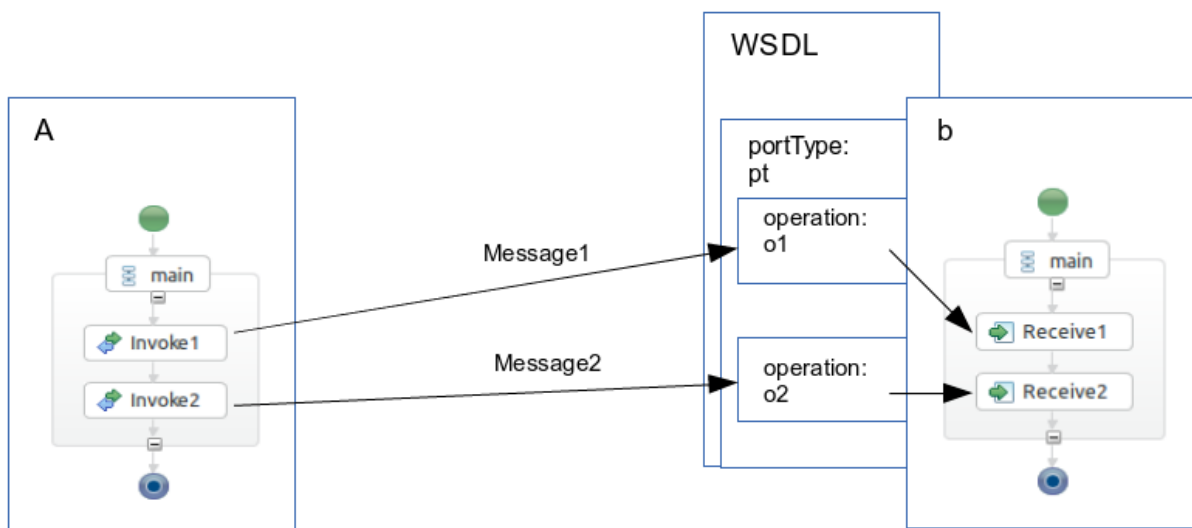 A
main
Invoke1
Invoke2
Message1
Message2
WSDL
portType:
pt
operation:
o1
operation:
o2
b
main
Receive1
Receive2